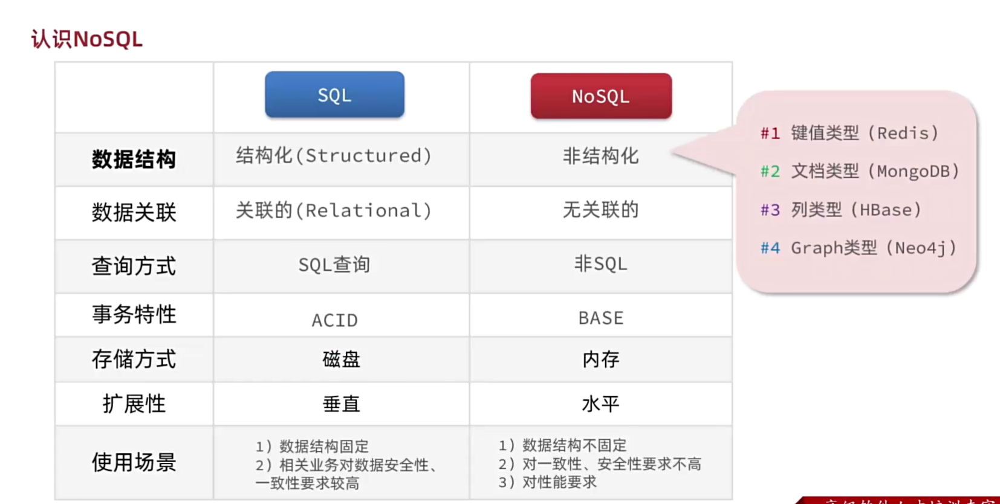 认识NoSQL
SQL
NoSQL
数据结构
结构化(Structured)
非结构化
数据关联
关联的(Relational)
无关联的
查询方式
SQL查询
非SQL
事务特性
ACID
BASE
存储方式
磁盘
内存
扩展性
垂直
水平
使用场景
1）数据结构固定
2）相关业务对数据安全性、
一致性要求较高
1）数据结构不固定
2）对一致性、安全性要求不高
3）对性能要求
#1 键值类型（Redis）
#2 文档类型（MongoDB）
#3 列类型（HBase）
#4 Graph类型（Neo4j）